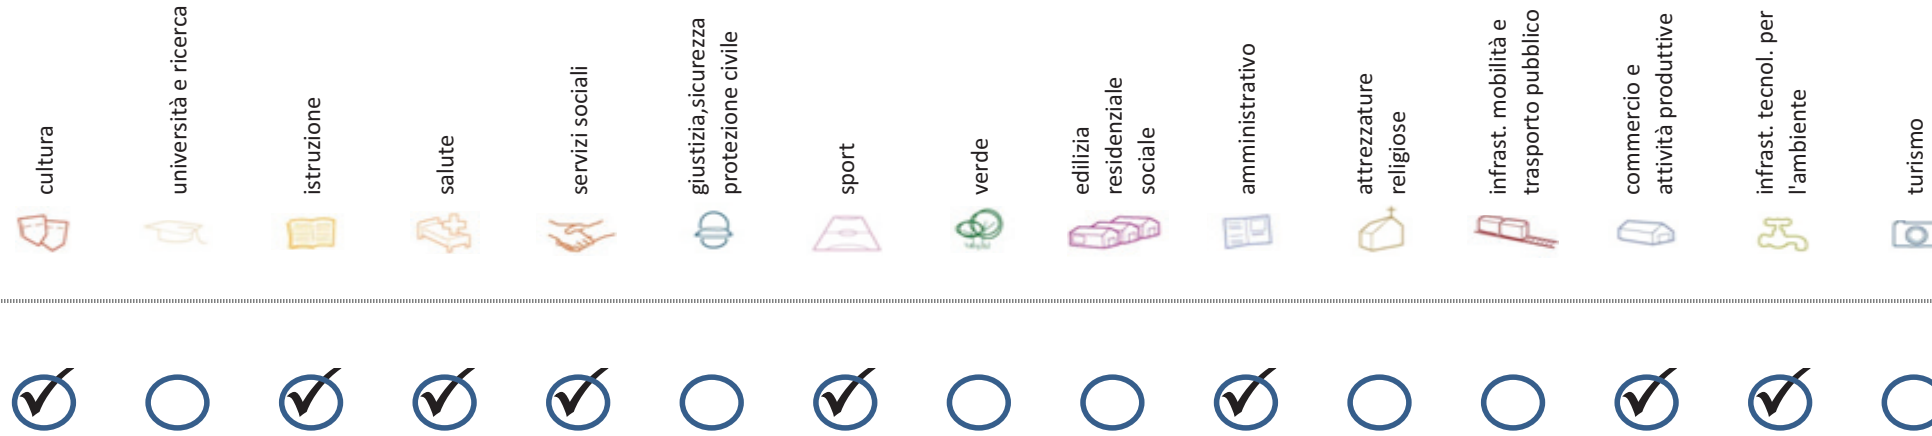 cultura
università e ricerca
istruzione
salute
servizi sociali
giustizia,sicurezza
protezione civile
sport
verde
edilizia
residenziale
sociale
amministrativo
attrezzature
religiose
infrast. mobilità e
trasporto pubblico
commercio e
attività produttive
infrast. tecnol. per
l'ambiente
turismo